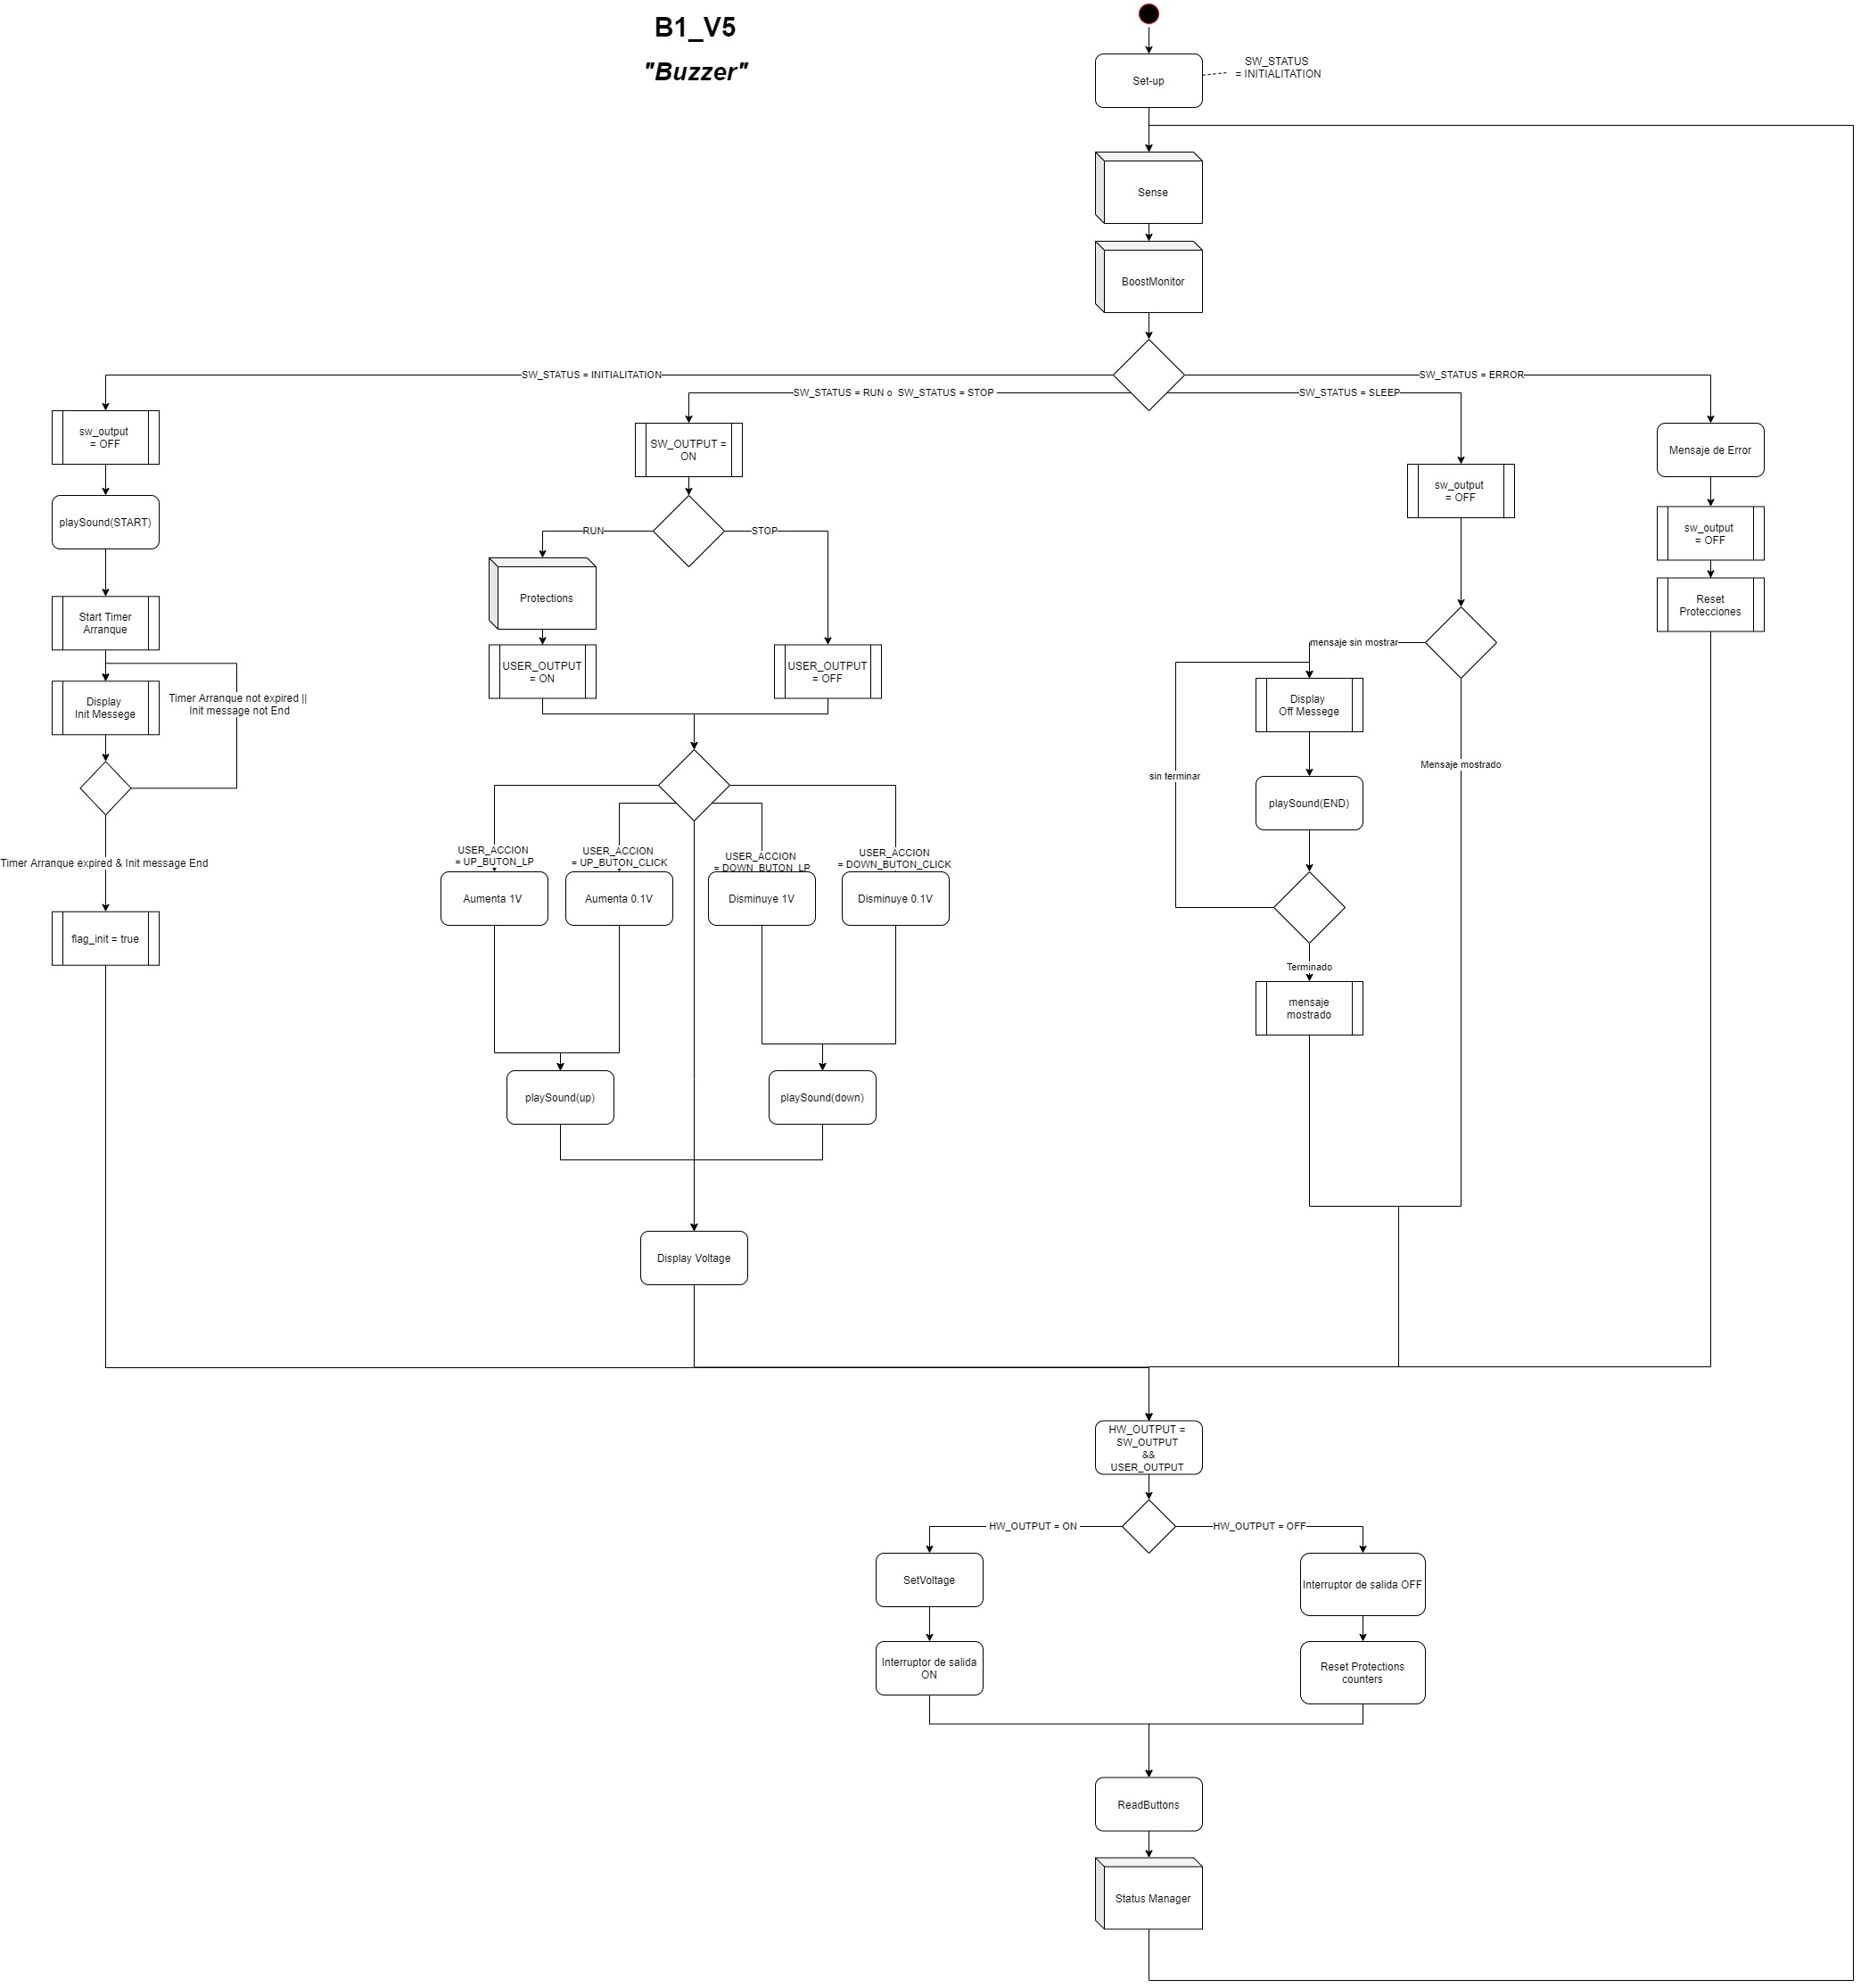 B1_V5
"Buzzer"
Set-up
SW_STATUS
= INITIALITATION
Sense
BoostMonitor
SW_STATUS = INITIALITATION
SW_STATUS = RUN o  SW_STATUS = STOP
SW_STATUS = SLEEP
SW_STATUS = ERROR
sw_output
= OFF
playSound(START)
Start Timer
Arranque
Display
Init Messege
Timer Arranque not expired ||
Init message not End
Timer Arranque expired & Init message End
flag_init = true
SW_OUTPUT =
ON
RUN
STOP
Protections
USER_OUTPUT
= ON
USER_OUTPUT
= OFF
USER_ACCION
= UP_BUTON_LP
USER_ACCION
= UP_BUTON_CLICK
USER_ACCION
= DOWN_BUTON_LP
USER_ACCION
= DOWN_BUTON_CLICK
Aumenta 1V
Aumenta 0.1V
Disminuye 1V
Disminuye 0.1V
playSound(up)
playSound(down)
Display Voltage
sw_output
= OFF
mensaje sin mostrar
Display
Off Messege
sin terminar
Mensaje mostrado
playSound(END)
Terminado
mensaje
mostrado
Mensaje de Error
sw_output
= OFF
Reset
Protecciones
HW_OUTPUT =
SW_OUTPUT
&&
USER_OUTPUT
HW_OUTPUT = ON
HW_OUTPUT = OFF
SetVoltage
Interruptor de salida OFF
Interruptor de salida
ON
Reset Protections
counters
ReadButtons
Status Manager